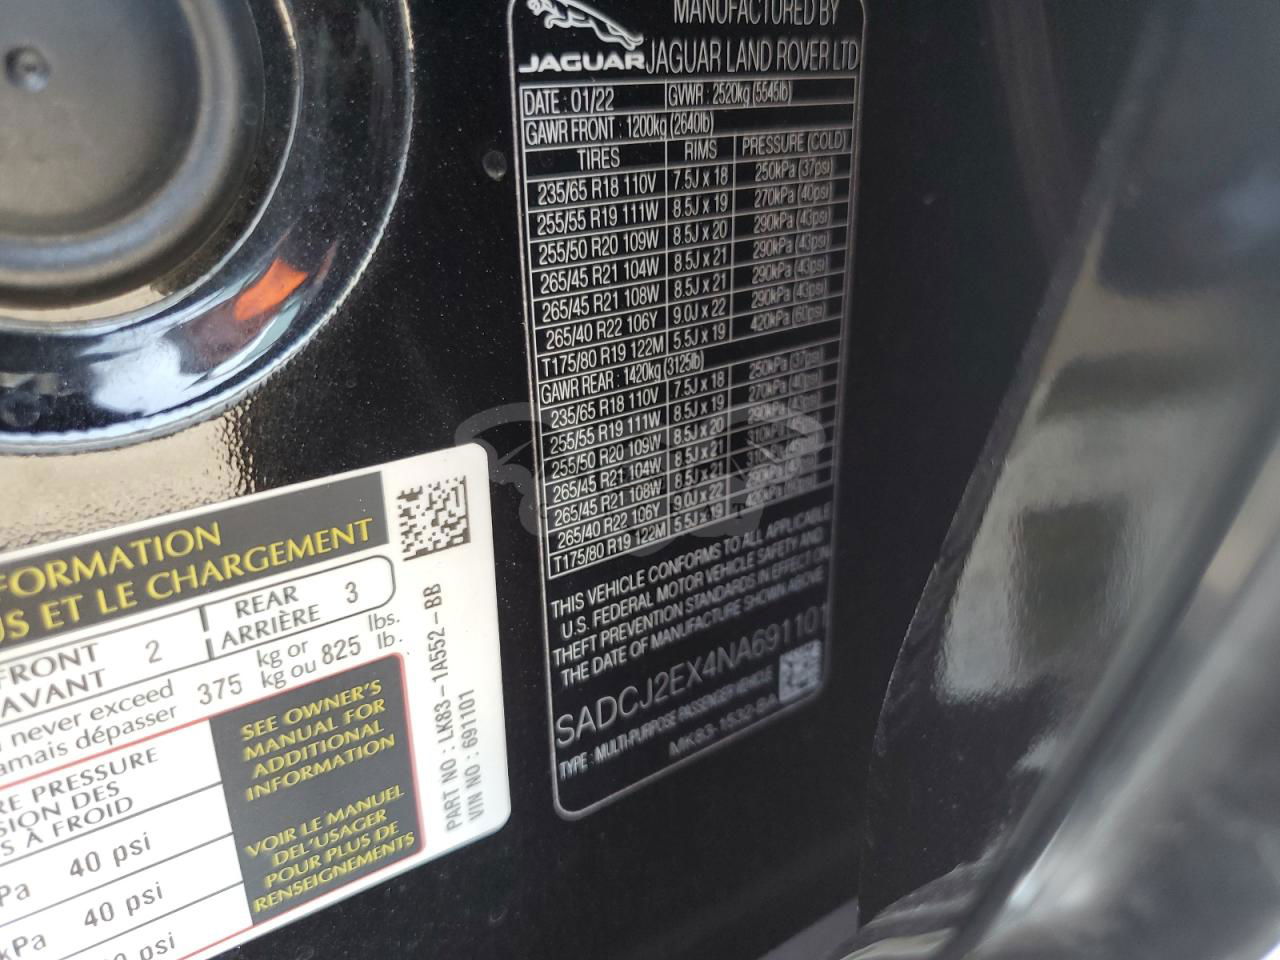 MANUFACTURED BY
JAGUAR JAGUAR LAND ROVER LTD
DATE : 01/22 GVWR : 2520kg (5545lb)
GAWR FRONT : 1200kg (2640lb)
TIRES RIMS PRESSURE (COLD)
235/65 R18 110V 7.5J x 18 250kPa (37psi)
255/55 R19 111W 8.5J x 19 270kPa (40psi)
255/50 R20 109W 8.5J x 20 290kPa (43psi)
265/45 R21 104W 8.5J x 21 290kPa (43psi)
265/45 R21 108W 8.5J x 21 290kPa (43psi)
265/40 R22 106Y 9.0J x 22 290kPa (43psi)
T175/80 R19 122M 5.5J x 19 420kPa (60psi)
GAWR REAR : 1420kg (3125lb)
235/65 R18 110V 7.5J x 18 250kPa (37psi)
255/55 R19 111W 8.5J x 19 270kPa (40psi)
255/50 R20 109W 8.5J x 20 290kPa (43psi)
265/45 R21 104W 8.5J x 21
265/45 R21 108W 8.5J x 21
265/40 R22 106Y 9.0J x 22
T175/80 R19 122M 5.5J x 19 420kPa (60psi)
THIS VEHICLE CONFORMS TO ALL APPLICABLE
U.S. FEDERAL MOTOR VEHICLE SAFETY AND
THEFT PREVENTION STANDARDS IN EFFECT ON
THE DATE OF MANUFACTURE SHOWN ABOVE
SADCJ2EX4NA691101
TYPE : MULTI-PURPOSE PASSENGER VEHICLE
MK83-1532-BA
FORMATION
US ET LE CHARGEMENT
FRONT 2 REAR 3
AVANT ARRIÈRE
never exceed 375 kg or 825 lbs.
jamais dépasser kg ou lb.
RE PRESSURE
SION DES
S À FROID
SEE OWNER'S
MANUAL FOR
ADDITIONAL
INFORMATION
VOIR LE MANUEL
DE L'USAGER
POUR PLUS DE
RENSEIGNEMENTS
Pa 40 psi
kPa 40 psi
psi
PART NO : LK83-1A552-BB
VIN NO : 691101